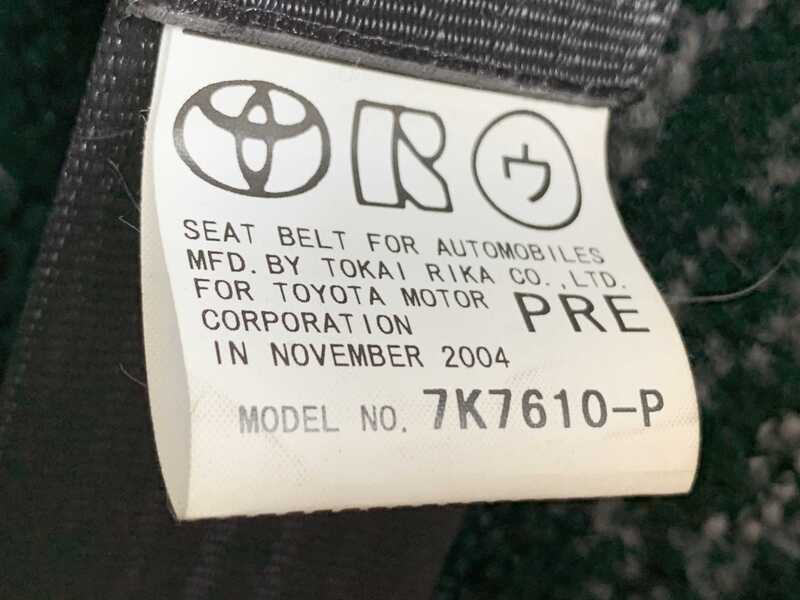 ウ
SEAT BELT FOR AUTOMOBILES
MFD. BY TOKAI RIKA CO., LTD.
FOR TOYOTA MOTOR
CORPORATION
PRE
IN NOVEMBER 2004
MODEL NO. 7K7610-P